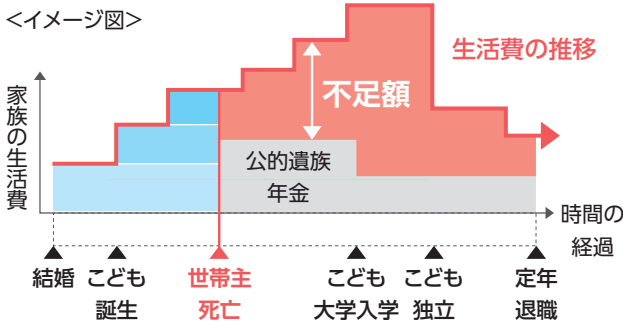 <イメージ図>
生活費の推移
不足額
家族の生活費
公的遺族
年金
時間の
経過
結婚
こども
誕生
世帯主
死亡
こども
大学入学
こども
独立
定年
退職